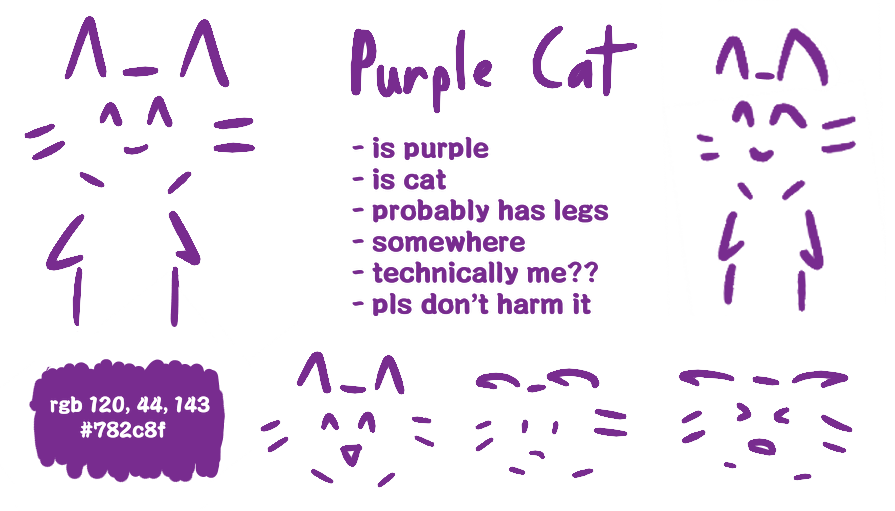 Purple Cat
- is purple
- is cat
- probably has legs
- somewhere
- technically me??
- pls don't harm it
rgb 120, 44, 143
#782c8f